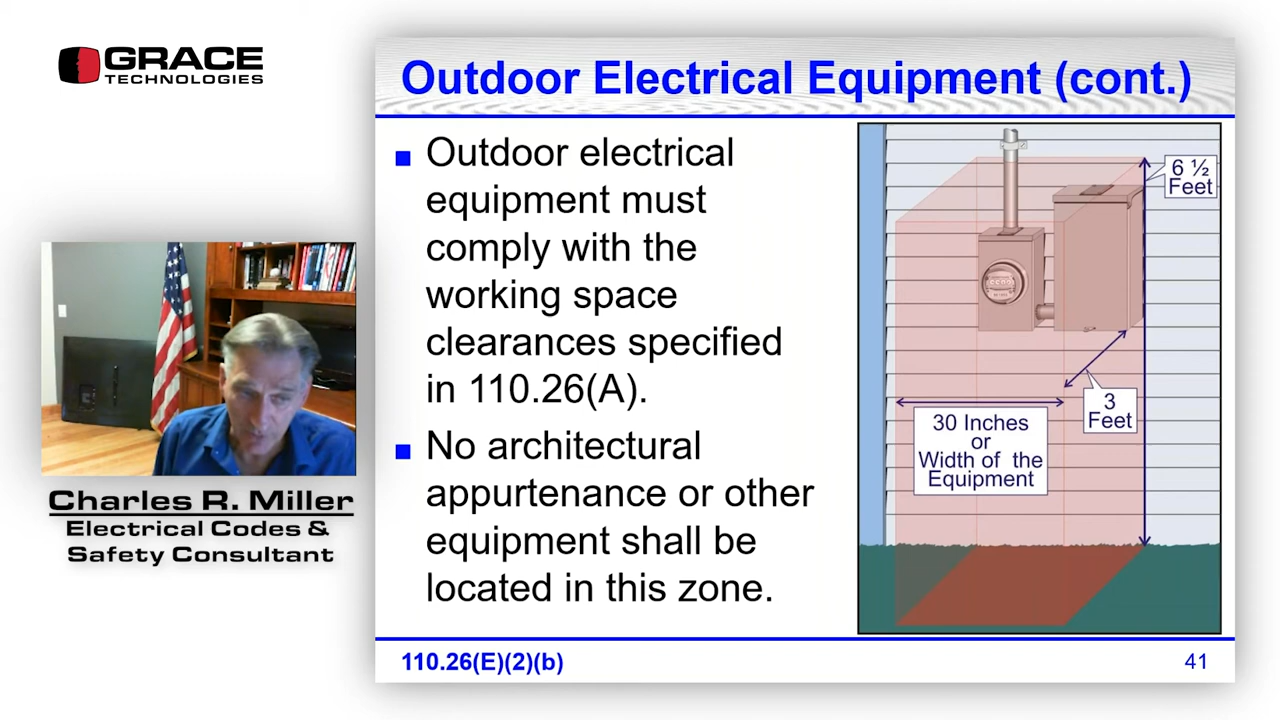 GRACE
TECHNOLOGIES
Outdoor Electrical Equipment (cont.)
■ Outdoor electrical
equipment must
comply with the
working space
clearances specified
in 110.26(A).
■ No architectural
appurtenance or other
equipment shall be
located in this zone.
6 ½
Feet
3
Feet
30 Inches
or
Width of the
Equipment
Charles R. Miller
Electrical Codes &
Safety Consultant
110.26(E)(2)(b)
41